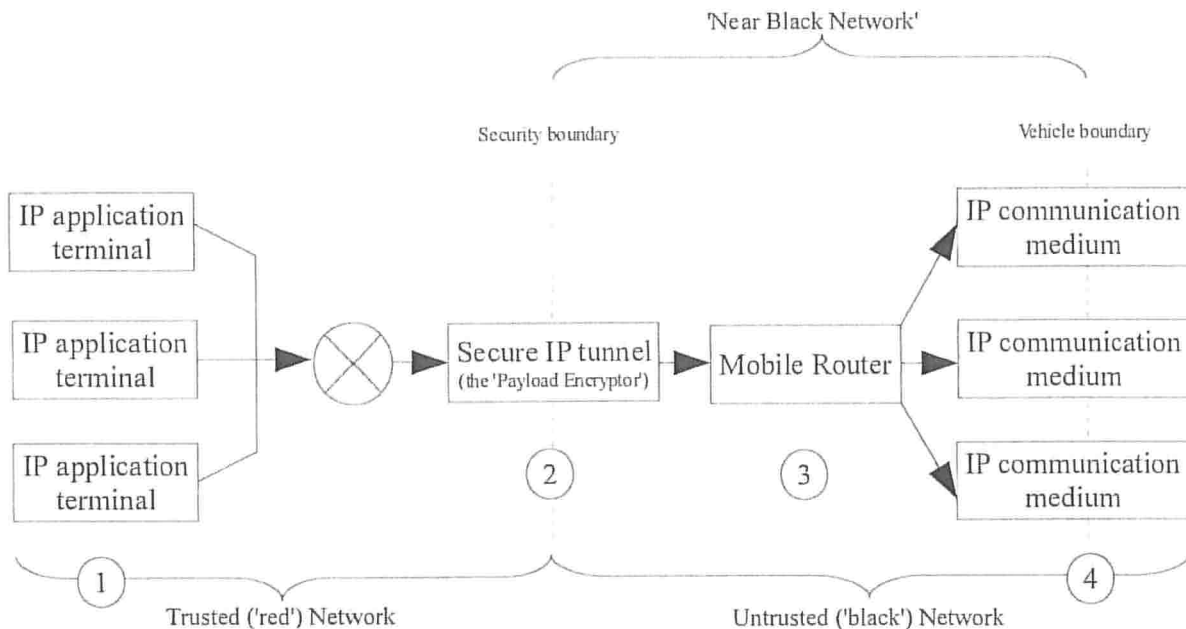 'Near Black Network'
Security boundary
Vehicle boundary
IP application
terminal
IP application
terminal
IP application
terminal
Secure IP tunnel
(the 'Payload Encryptor')
Mobile Router
IP communication
medium
IP communication
medium
IP communication
medium
2
3
1
4
Trusted ('red') Network
Untrusted ('black') Network